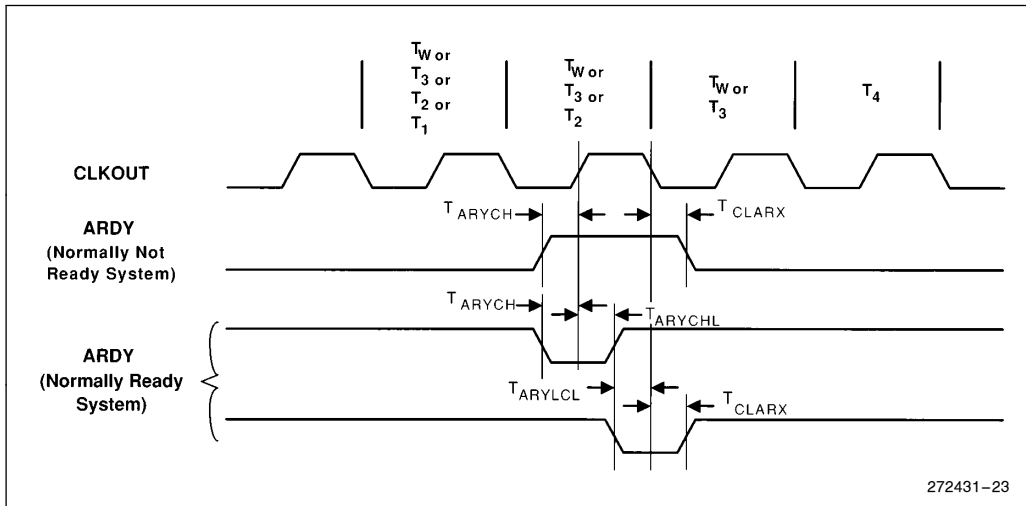 TW or
T3 or
T2 or
T1
TW or
T3 or
T2
TW or
T3
T4
CLKOUT
TARYCH
TCLARX
ARDY
(Normally Not
Ready System)
TARYCH
TARYCHL
ARDY
(Normally Ready
System)
TARYLCL
TCLARX
272431–23